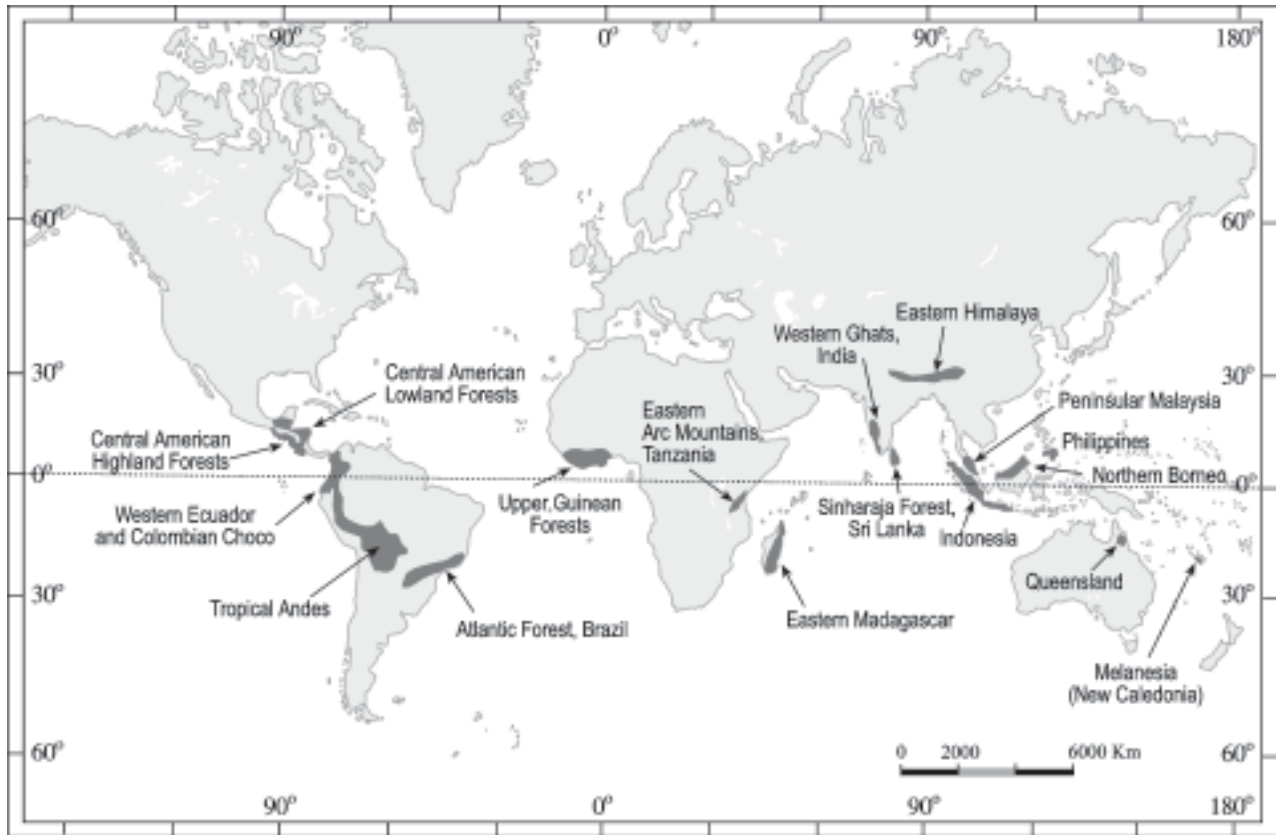 90°
0°
90°
180°
60°
60°
Eastern Himalaya
Western Ghats,
India
30°
30°
Central American
Lowland Forests
Eastern
Arc Mountains,
Tanzania
Peninsular Malaysia
Central American
Highland Forests
Philippines
Northern Borneo
0°
0°
Western Ecuador
and Colombian Choco
Upper Guinean
Forests
Sinharaja Forest,
Sri Lanka
Indonesia
Queensland
30°
30°
Tropical Andes
Atlantic Forest, Brazil
Eastern Madagascar
Melanesia
(New Caledonia)
60°
60°
0 2000 6000 Km
90°
0°
90°
180°